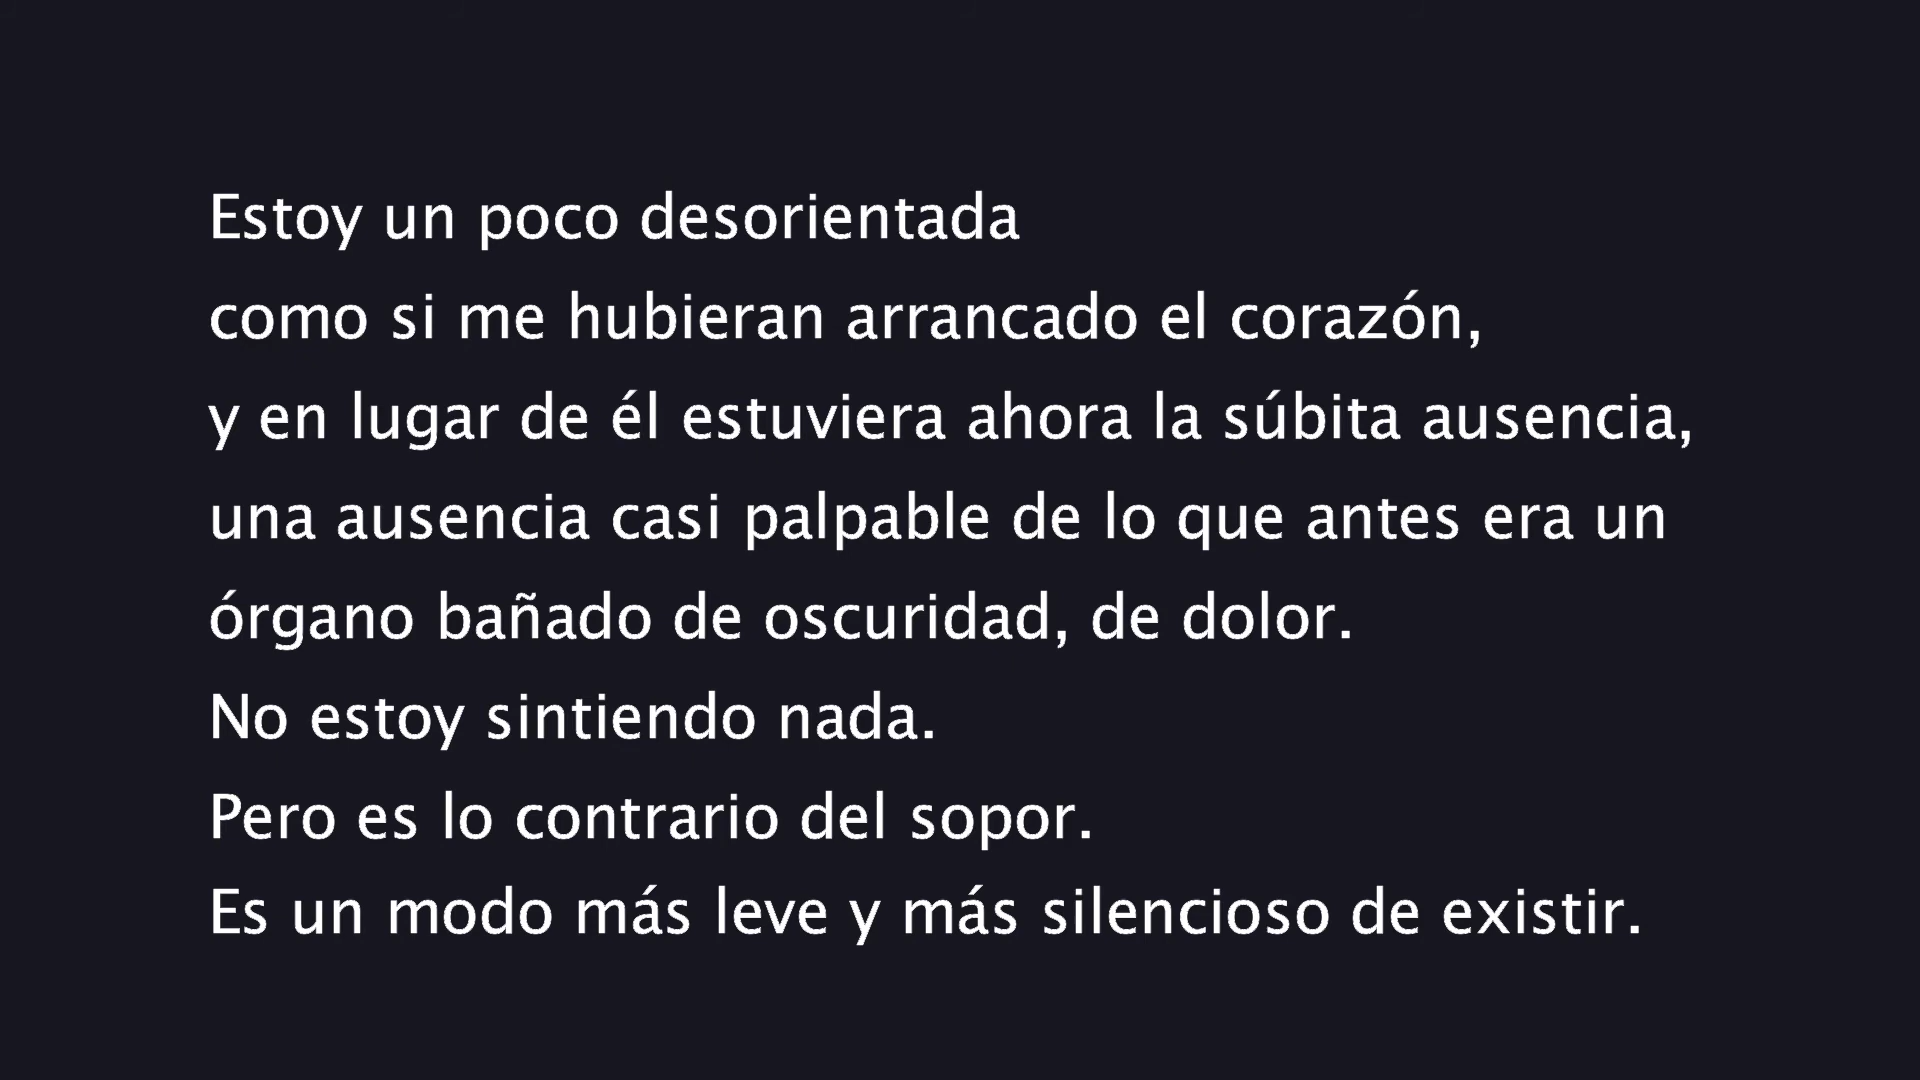 Estoy un poco desorientada
como si me hubieran arrancado el corazón,
y en lugar de él estuviera ahora la súbita ausencia,
una ausencia casi palpable de lo que antes era un
órgano bañado de oscuridad, de dolor.
No estoy sintiendo nada.
Pero es lo contrario del sopor.
Es un modo más leve y más silencioso de existir.